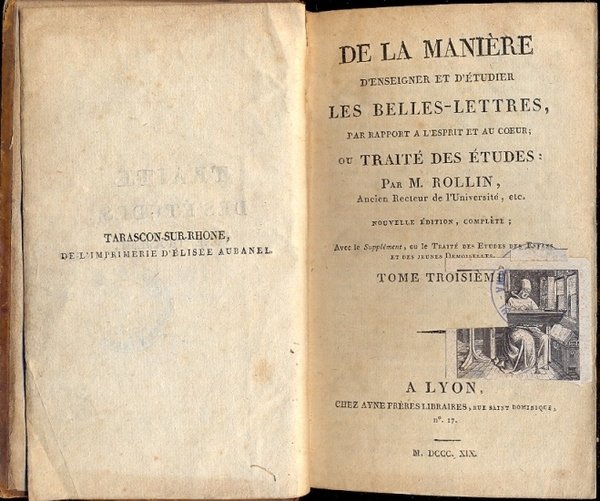 TARASCON-SUR-RHONE,
DE L'IMPRIMERIE D'ÉLISÉE AUBANEL.
DE LA MANIÈRE
D'ENSEIGNER ET D'ÉTUDIER
LES BELLES-LETTRES,
PAR RAPPORT A L'ESPRIT ET AU COEUR;
OU TRAITÉ DES ÉTUDES:
PAR M. ROLLIN,
Ancien Recteur de l'Université, etc.
NOUVELLE ÉDITION, COMPLÈTE;
Avec le Supplément, ou le TRAITÉ DES ETUDES DES
ET DES JEUNES DEMOISELLES.
TOME TROISIÈME
A LYON,
CHEZ AYNÉ FRÈRES LIBRAIRES, RUE SAINT DOMINIQUE,
n°. 17.
M. DCCC. XIX.